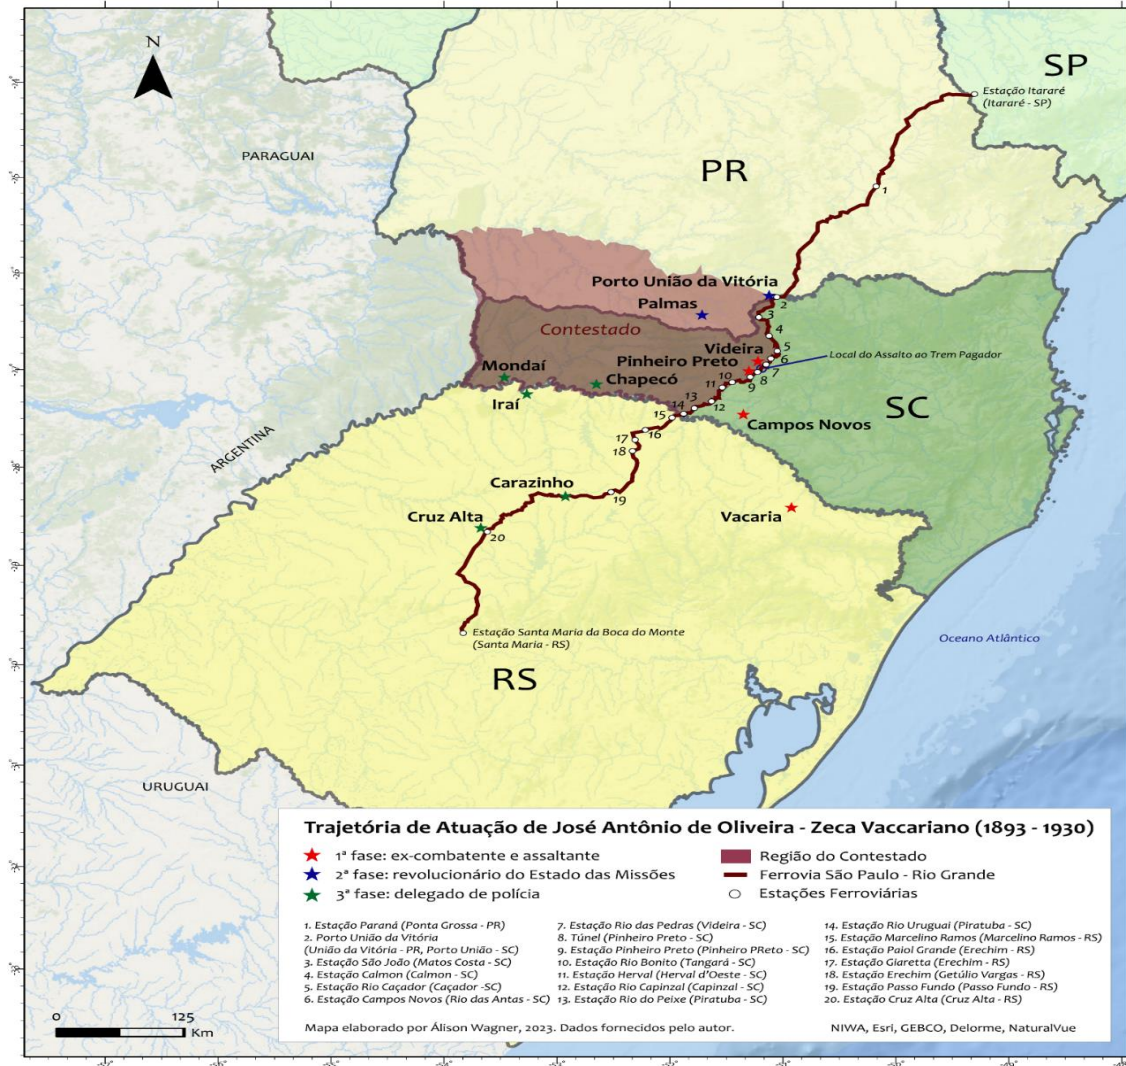 N
SP
Estação Itararé
(Itararé - SP)
PARAGUAI
PR
1
Porto União da Vitória
2
Palmas
3
Contestado
4
Videira
5
6
Local do Assalto ao Trem Pagador
Pinheiro Preto
7
8
9
Mondaí
Chapecó
10
11
12
13
14
15
Iraí
SC
Campos Novos
16
17
18
ARGENTINA
Carazinho
19
Cruz Alta
20
Vacaria
Estação Santa Maria da Boca do Monte
(Santa Maria - RS)
Oceano Atlântico
RS
URUGUAI
Trajetória de Atuação de José Antônio de Oliveira - Zeca Vaccariano (1893 - 1930)
1ª fase: ex-combatente e assaltante
2ª fase: revolucionário do Estado das Missões
3ª fase: delegado de polícia
Região do Contestado
Ferrovia São Paulo - Rio Grande
Estações Ferroviárias
1. Estação Paraná (Ponta Grossa - PR)
2. Porto União da Vitória
(União da Vitória - PR, Porto União - SC)
3. Estação São João (Matos Costa - SC)
4. Estação Calmon (Calmon - SC)
5. Estação Rio Caçador (Caçador -SC)
6. Estação Campos Novos (Rio das Antas - SC)
7. Estação Rio das Pedras (Videira - SC)
8. Túnel (Pinheiro Preto - SC)
9. Estação Pinheiro Preto (Pinheiro PReto - SC)
10. Estação Rio Bonito (Tangará - SC)
11. Estação Herval (Herval d'Oeste - SC)
12. Estação Rio Capinzal (Capinzal - SC)
13. Estação Rio do Peixe (Piratuba - SC)
14. Estação Rio Uruguai (Piratuba - SC)
15. Estação Marcelino Ramos (Marcelino Ramos - RS)
16. Estação Paiol Grande (Erechim - RS)
17. Estação Giaretta (Erechim - RS)
18. Estação Erechim (Getúlio Vargas - RS)
19. Estação Passo Fundo (Passo Fundo - RS)
20. Estação Cruz Alta (Cruz Alta - RS)
0 125
Km
Mapa elaborado por Álison Wagner, 2023. Dados fornecidos pelo autor.
NIWA, Esri, GEBCO, Delorme, NaturalVue